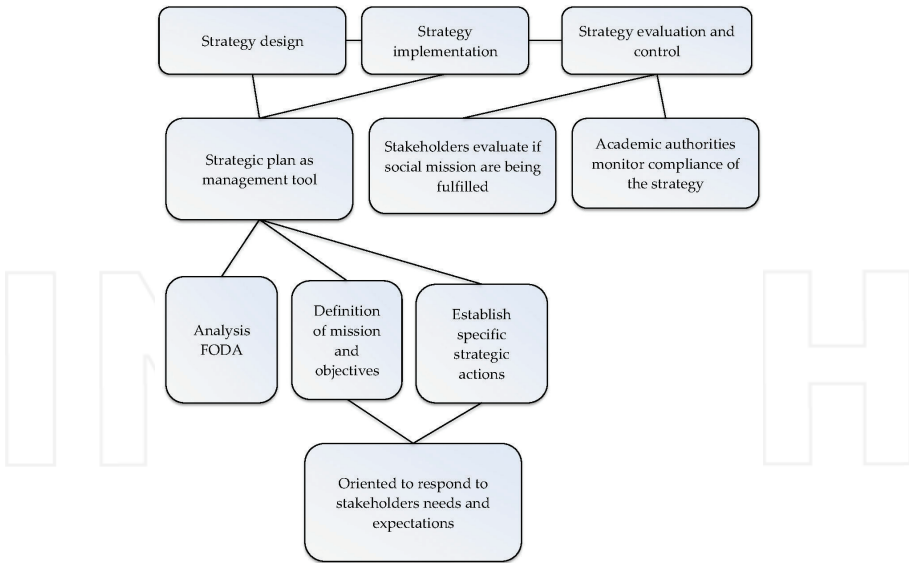 Strategy design
Strategy
implementation
Strategy evaluation and
control
Strategic plan as
management tool
Stakeholders evaluate if
social mission are being
fulfilled
Academic authorities
monitor compliance of
the strategy
Analysis
FODA
Definition
of mission
and
objectives
Establish
specific
strategic
actions
Oriented to respond to
stakeholders needs and
expectations